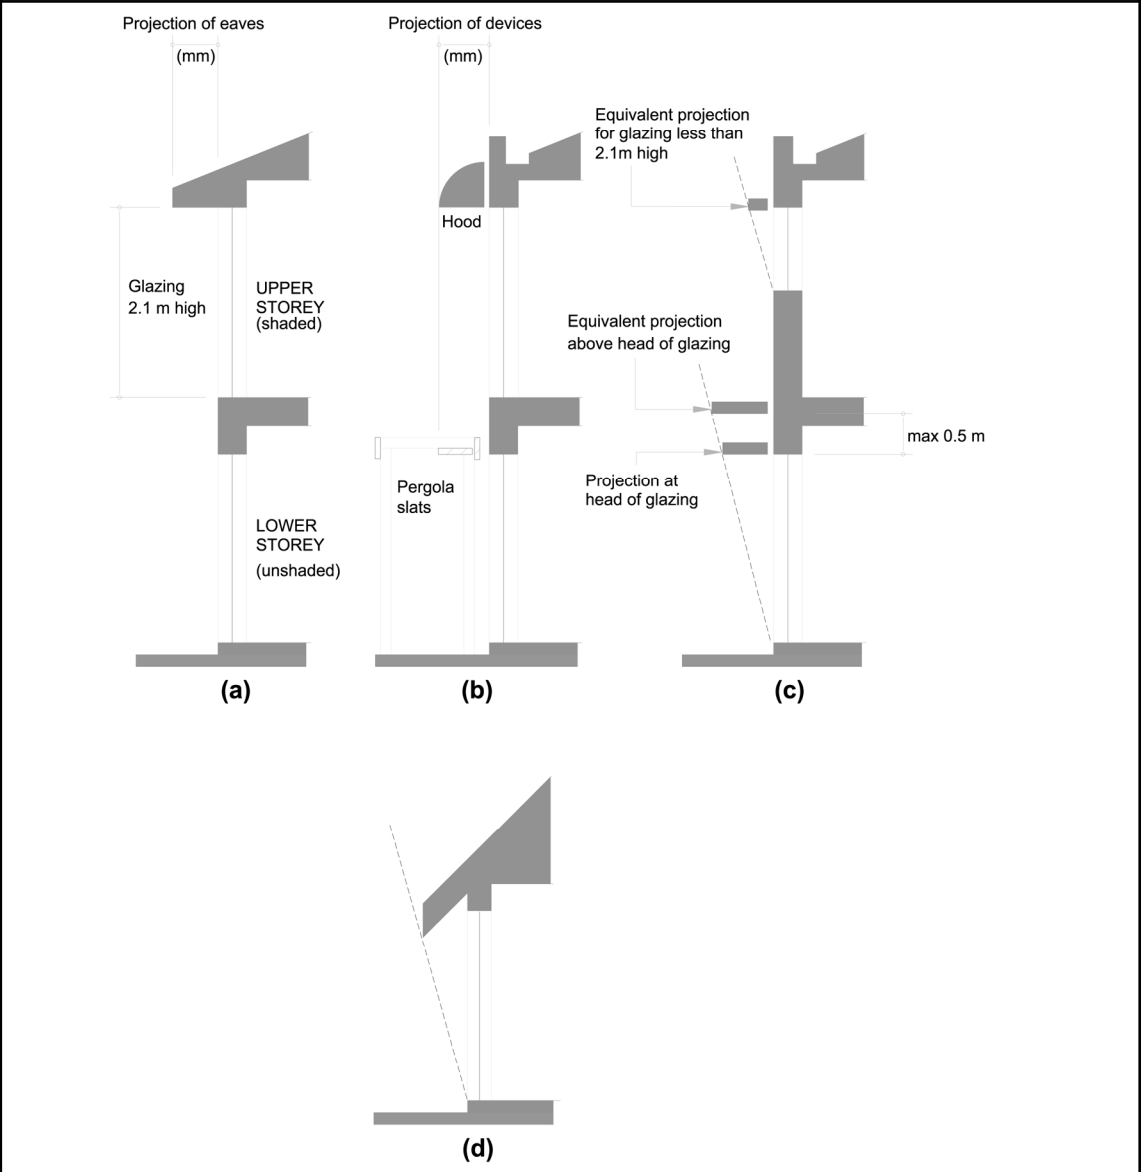 Projection of eaves
(mm)
Projection of devices
(mm)
Equivalent projection
for glazing less than
2.1m high
Hood
Glazing
2.1 m high
UPPER
STOREY
(shaded)
Equivalent projection
above head of glazing
max 0.5 m
Pergola
slats
Projection at
head of glazing
LOWER
STOREY
(unshaded)
(a)
(b)
(c)
(d)